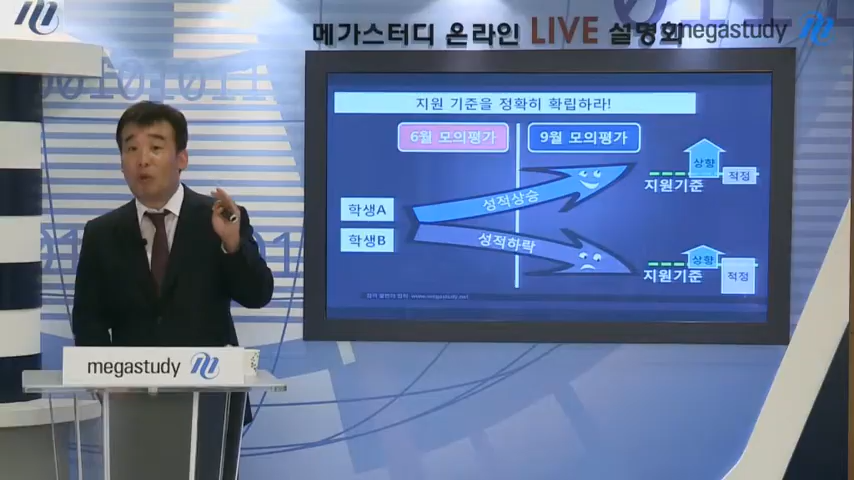 메가스터디 온라인 LIVE 설명회
megastudy
지원 기준을 정확히 확립하라!
6월 모의평가
9월 모의평가
상향
적정
지원기준
학생A
성적상승
학생B
성적하락
상향
적정
지원기준
megastudy